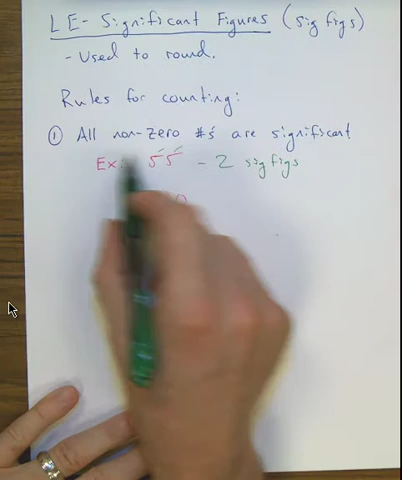 LE- Significant Figures (sig figs)
- Used to round.
Rules for counting:
① All non-zero #'s are significant
Ex: 55 - 2 sig figs